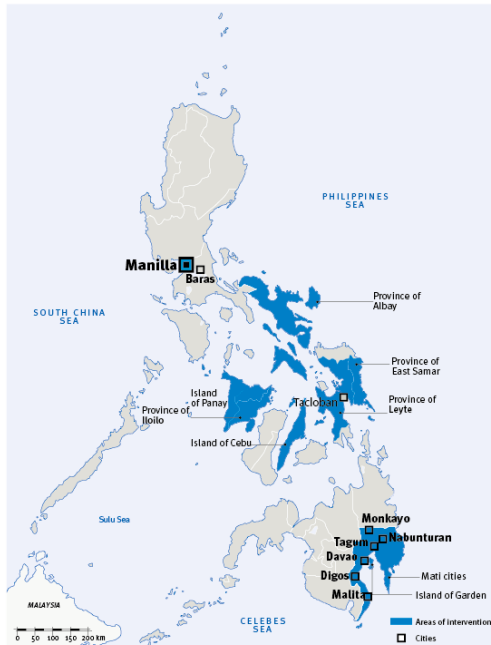 PHILIPPINES
SEA
Manilla
Baras
Province of
Albay
SOUTH CHINA
SEA
Province of
East Samar
Island
of Panay
Tacloban
Province of
Leyte
Province of
Iloilo
Island of Cebu
Sulu Sea
Monkayo
Nabunturan
Tagum
Davao
Digos
Mati cities
Malita
Island of Garden
MALAYSIA
CELEBES
SEA
Areas of intervention
Cities
0 50 100 150 200 km